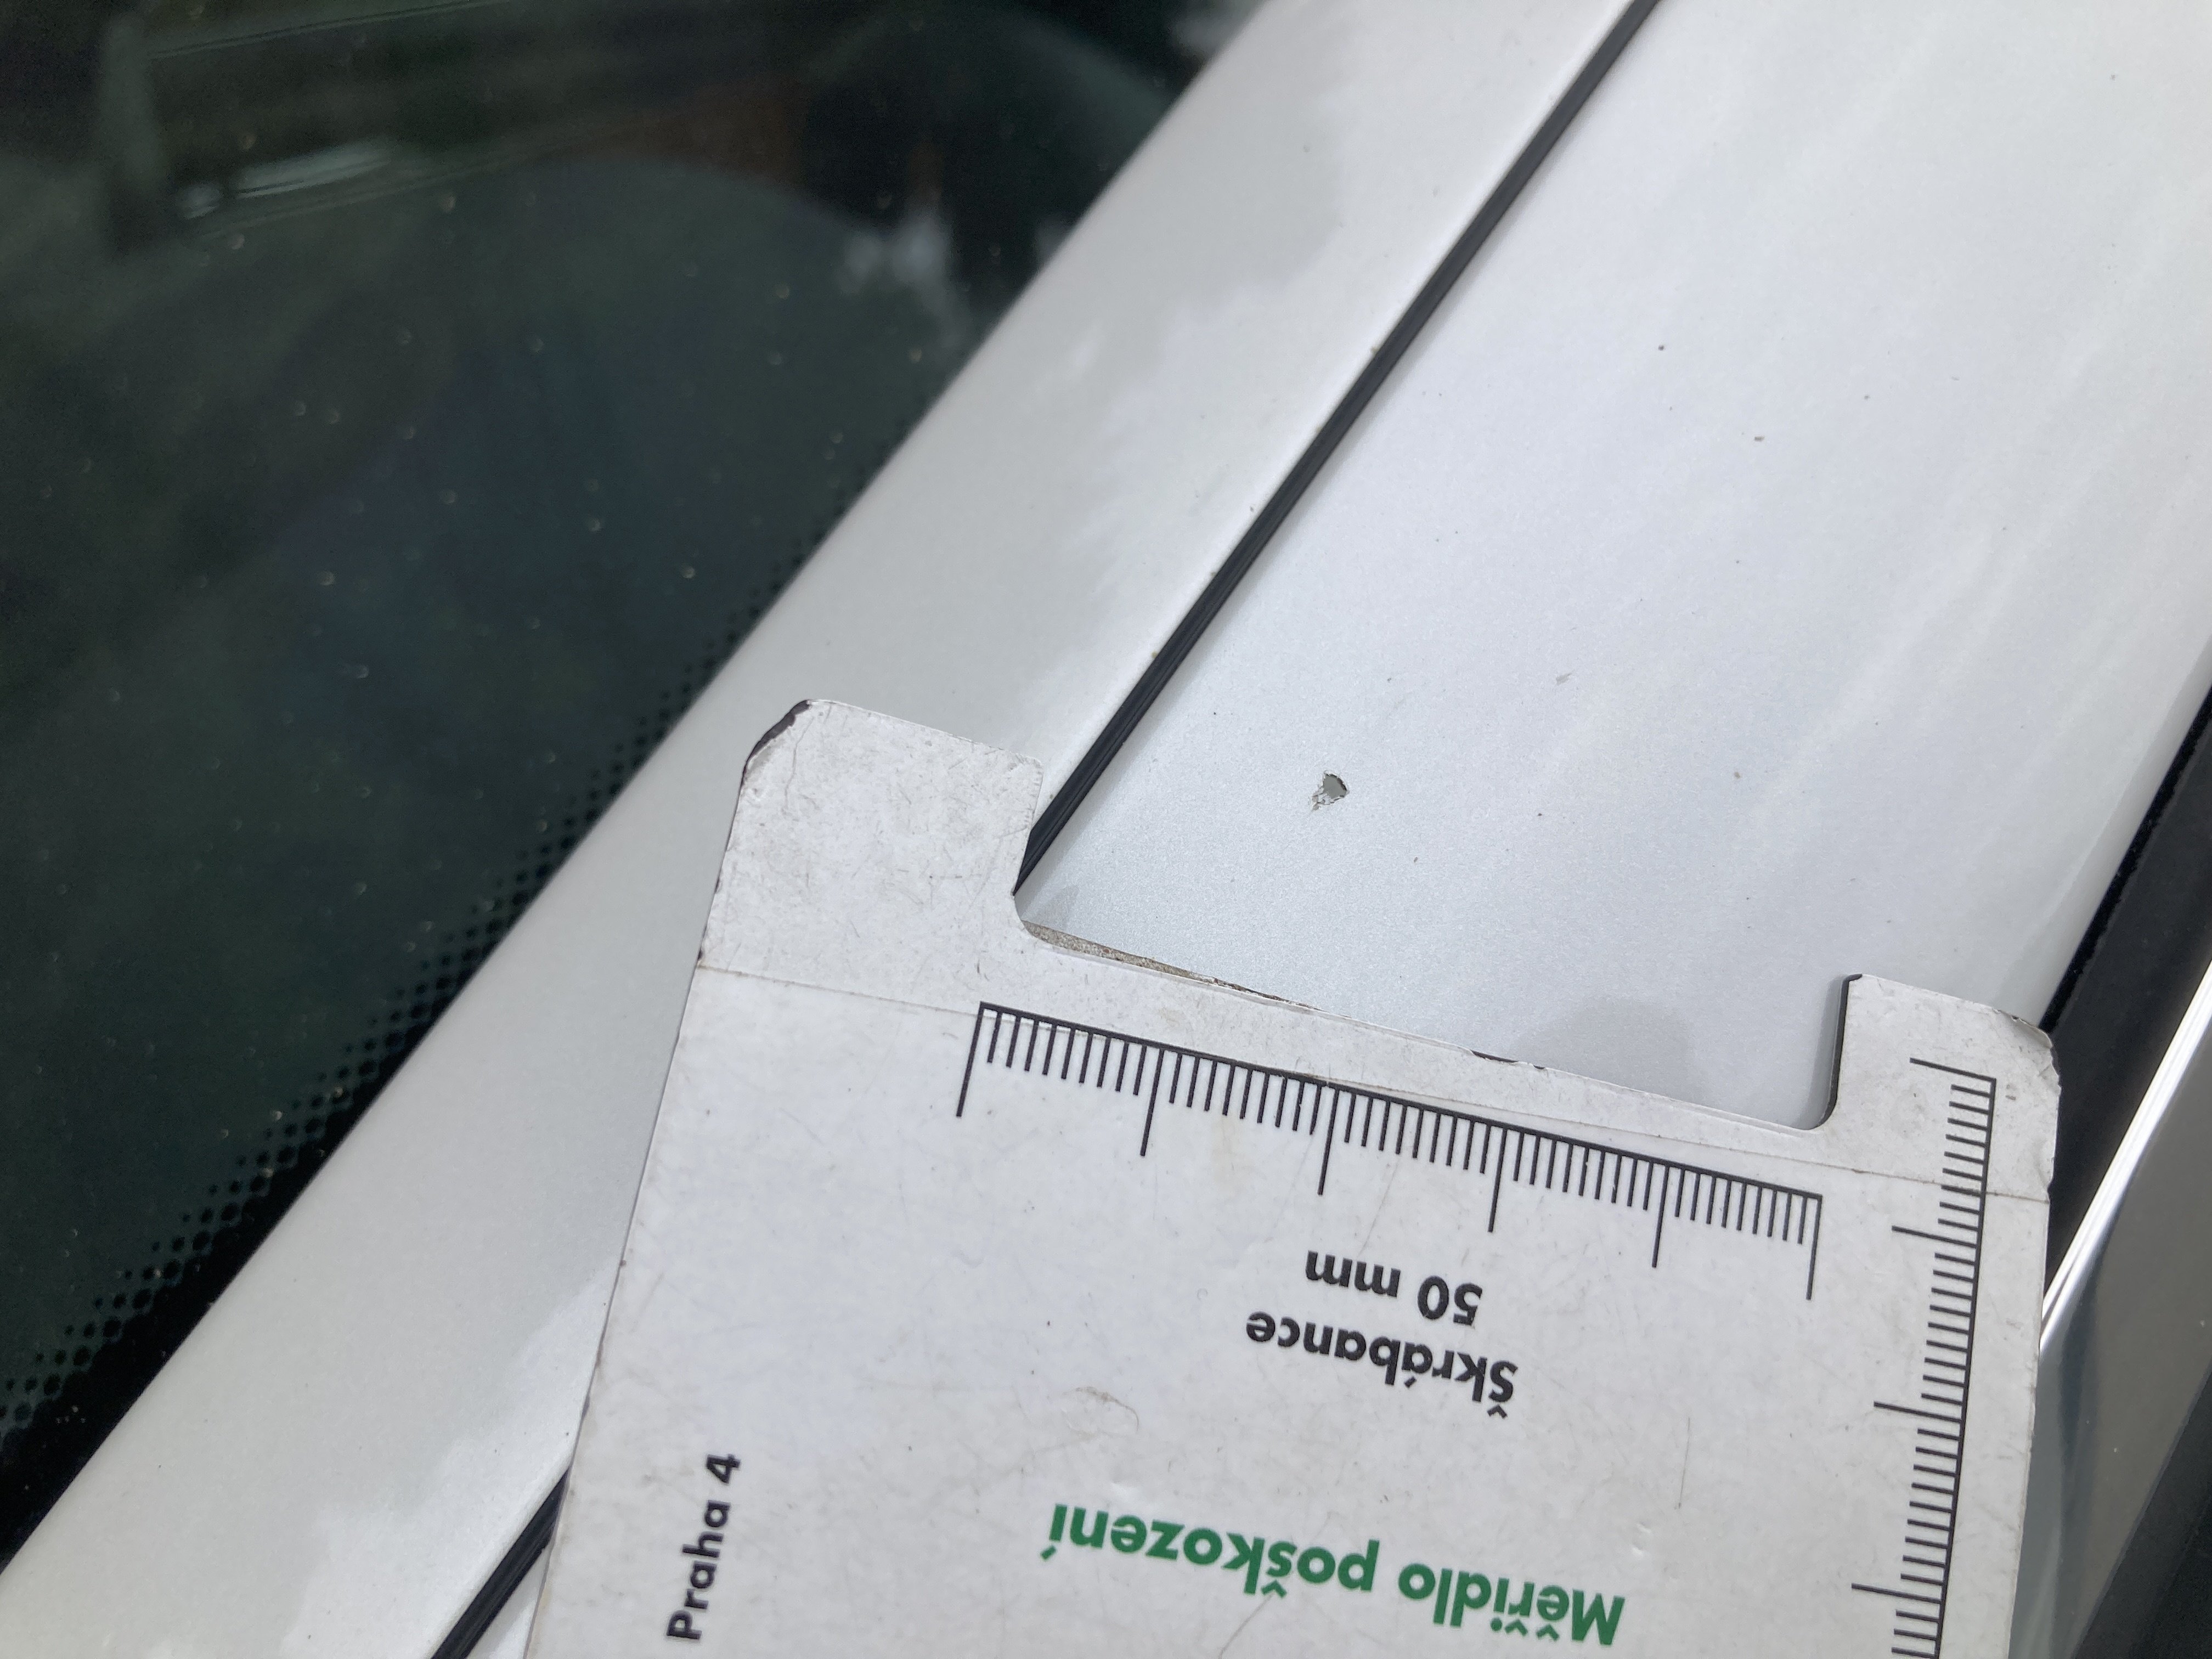 Měřidlo poškození
Škrábance
50 mm
Praha 4